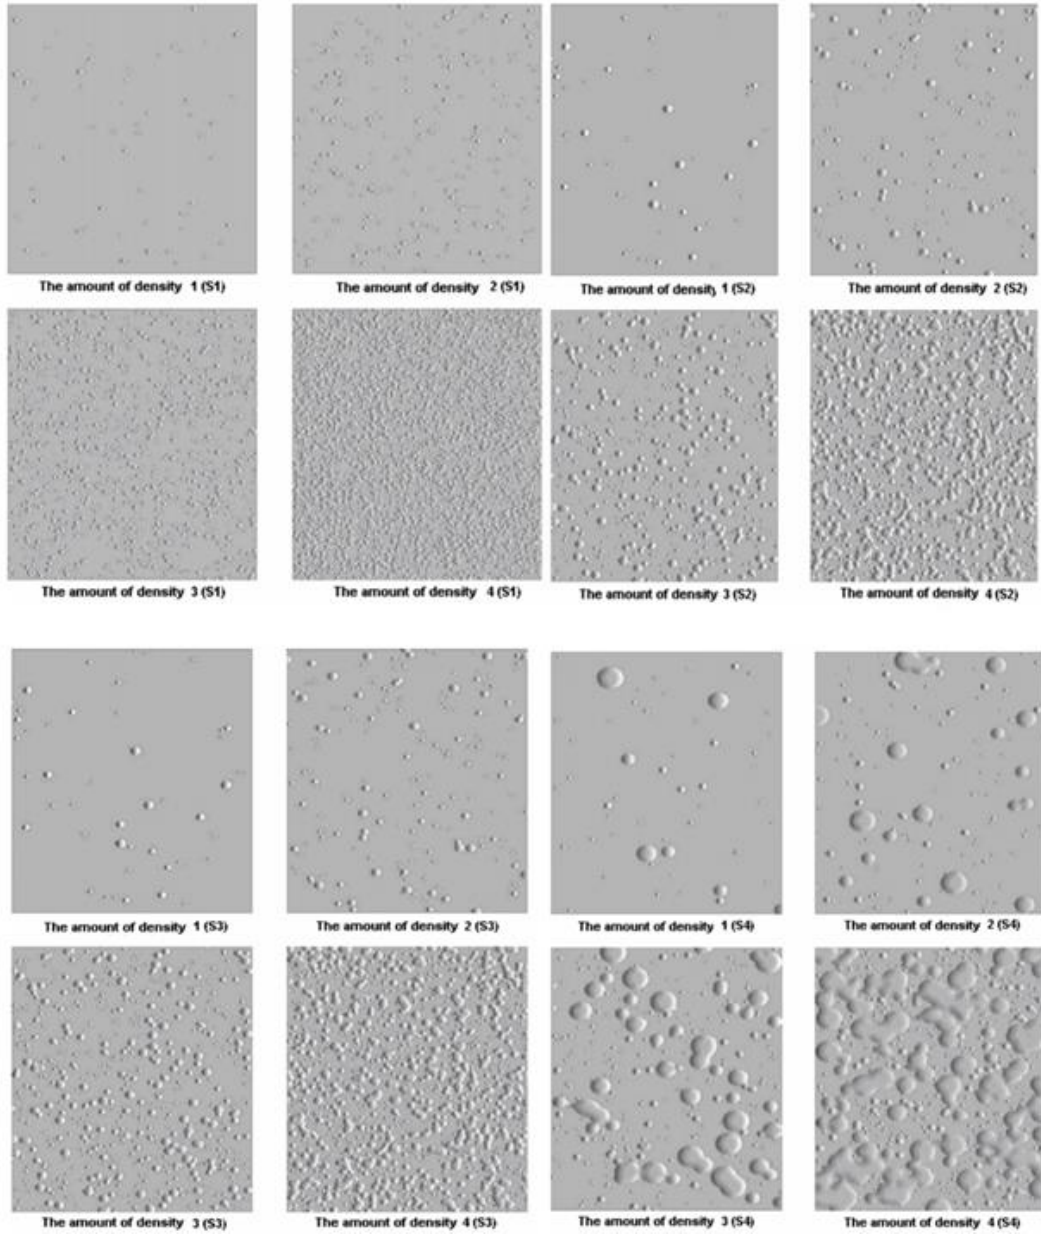 The amount of density 1 (S1)
The amount of density 2 (S1)
The amount of density 1 (S2)
The amount of density 2 (S2)
The amount of density 3 (S1)
The amount of density 4 (S1)
The amount of density 3 (S2)
The amount of density 4 (S2)
The amount of density 1 (S3)
The amount of density 2 (S3)
The amount of density 1 (S4)
The amount of density 2 (S4)
The amount of density 3 (S3)
The amount of density 4 (S3)
The amount of density 3 (S4)
The amount of density 4 (S4)